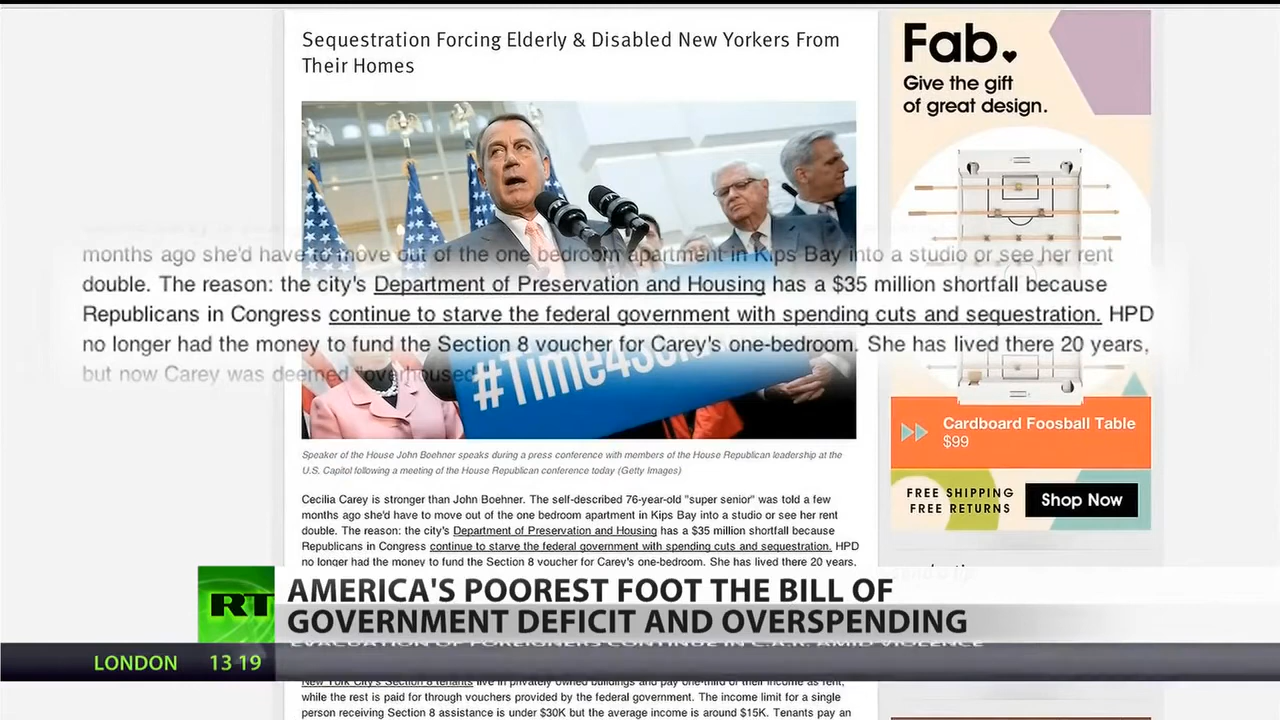 Sequestration Forcing Elderly & Disabled New Yorkers From
Their Homes
Fab.
Give the gift
of great design.
months ago she'd have to move out of the one bedroom apartment in Kips Bay into a studio or see her rent
double. The reason: the city's Department of Preservation and Housing has a $35 million shortfall because
Republicans in Congress continue to starve the federal government with spending cuts and sequestration. HPD
no longer had the money to fund the Section 8 voucher for Carey's one-bedroom. She has lived there 20 years,
but now Carey was deemed "overhoused
#Time4
Cardboard Foosball Table
$99
FREE SHIPPING
FREE RETURNS
Shop Now
Speaker of the House John Boehner speaks during a press conference with members of the House Republican leadership at the
U.S. Capitol following a meeting of the House Republican conference today (Getty Images)
Cecilia Carey is stronger than John Boehner. The self-described 76-year-old "super senior" was told a few
months ago she'd have to move out of the one bedroom apartment in Kips Bay into a studio or see her rent
double. The reason: the city's Department of Preservation and Housing has a $35 million shortfall because
Republicans in Congress continue to starve the federal government with spending cuts and sequestration. HPD
no longer had the money to fund the Section 8 voucher for Carey's one-bedroom. She has lived there 20 years,
RT
AMERICA'S POOREST FOOT THE BILL OF
GOVERNMENT DEFICIT AND OVERSPENDING
EVACUATION OF FOREIGNERS CONTINUE IN C.A.R. AMID VIOLENCE
LONDON 13 19
New York City's Section 8 tenants live in privately owned buildings and pay one-third of their income as rent,
while the rest is paid for through vouchers provided by the federal government. The income limit for a single
person receiving Section 8 assistance is under $30K but the average income is around $15K. Tenants pay an